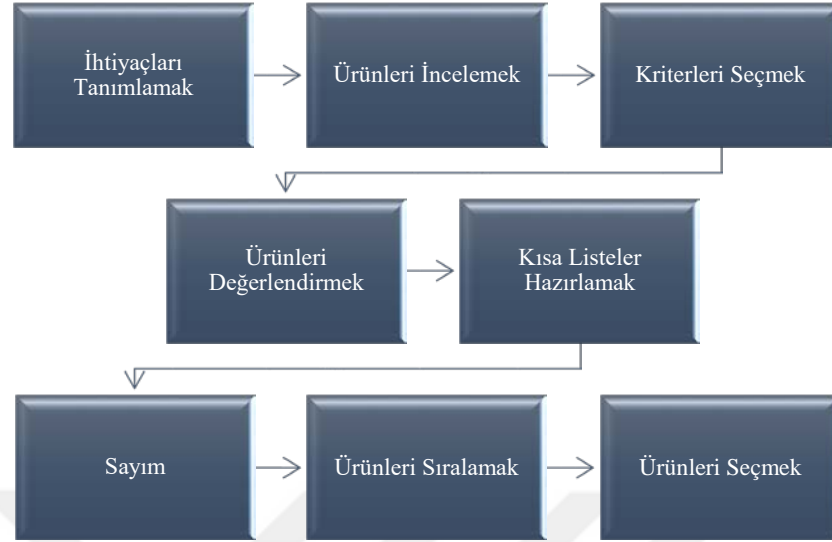 İhtiyaçları
Tanımlamak
Ürünleri İncelemek
Kriterleri Seçmek
Ürünleri
Değerlendirmek
Kısa Listeler
Hazırlamak
Sayım
Ürünleri Sıralamak
Ürünleri Seçmek